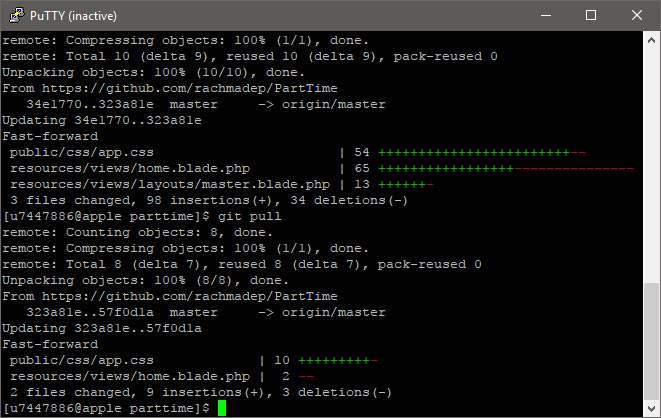 PuTTY (inactive)
remote: Compressing objects: 100% (1/1), done.
remote: Total 10 (delta 9), reused 10 (delta 9), pack-reused 0
Unpacking objects: 100% (10/10), done.
From https://github.com/rachmadep/PartTime
   34e1770..323a81e  master     -> origin/master
Updating 34e1770..323a81e
Fast-forward
 public/css/app.css                       | 54 ++++++++++++++++++++++++--
 resources/views/home.blade.php           | 65 +++++++++++++++++---------------
 resources/views/layouts/master.blade.php | 13 ++++++-
 3 files changed, 98 insertions(+), 34 deletions(-)
[u7447886@apple parttime]$ git pull
remote: Counting objects: 8, done.
remote: Compressing objects: 100% (1/1), done.
remote: Total 8 (delta 7), reused 8 (delta 7), pack-reused 0
Unpacking objects: 100% (8/8), done.
From https://github.com/rachmadep/PartTime
   323a81e..57f0d1a  master     -> origin/master
Updating 323a81e..57f0d1a
Fast-forward
 public/css/app.css             | 10 +++++++++-
 resources/views/home.blade.php |  2 --
 2 files changed, 9 insertions(+), 3 deletions(-)
[u7447886@apple parttime]$